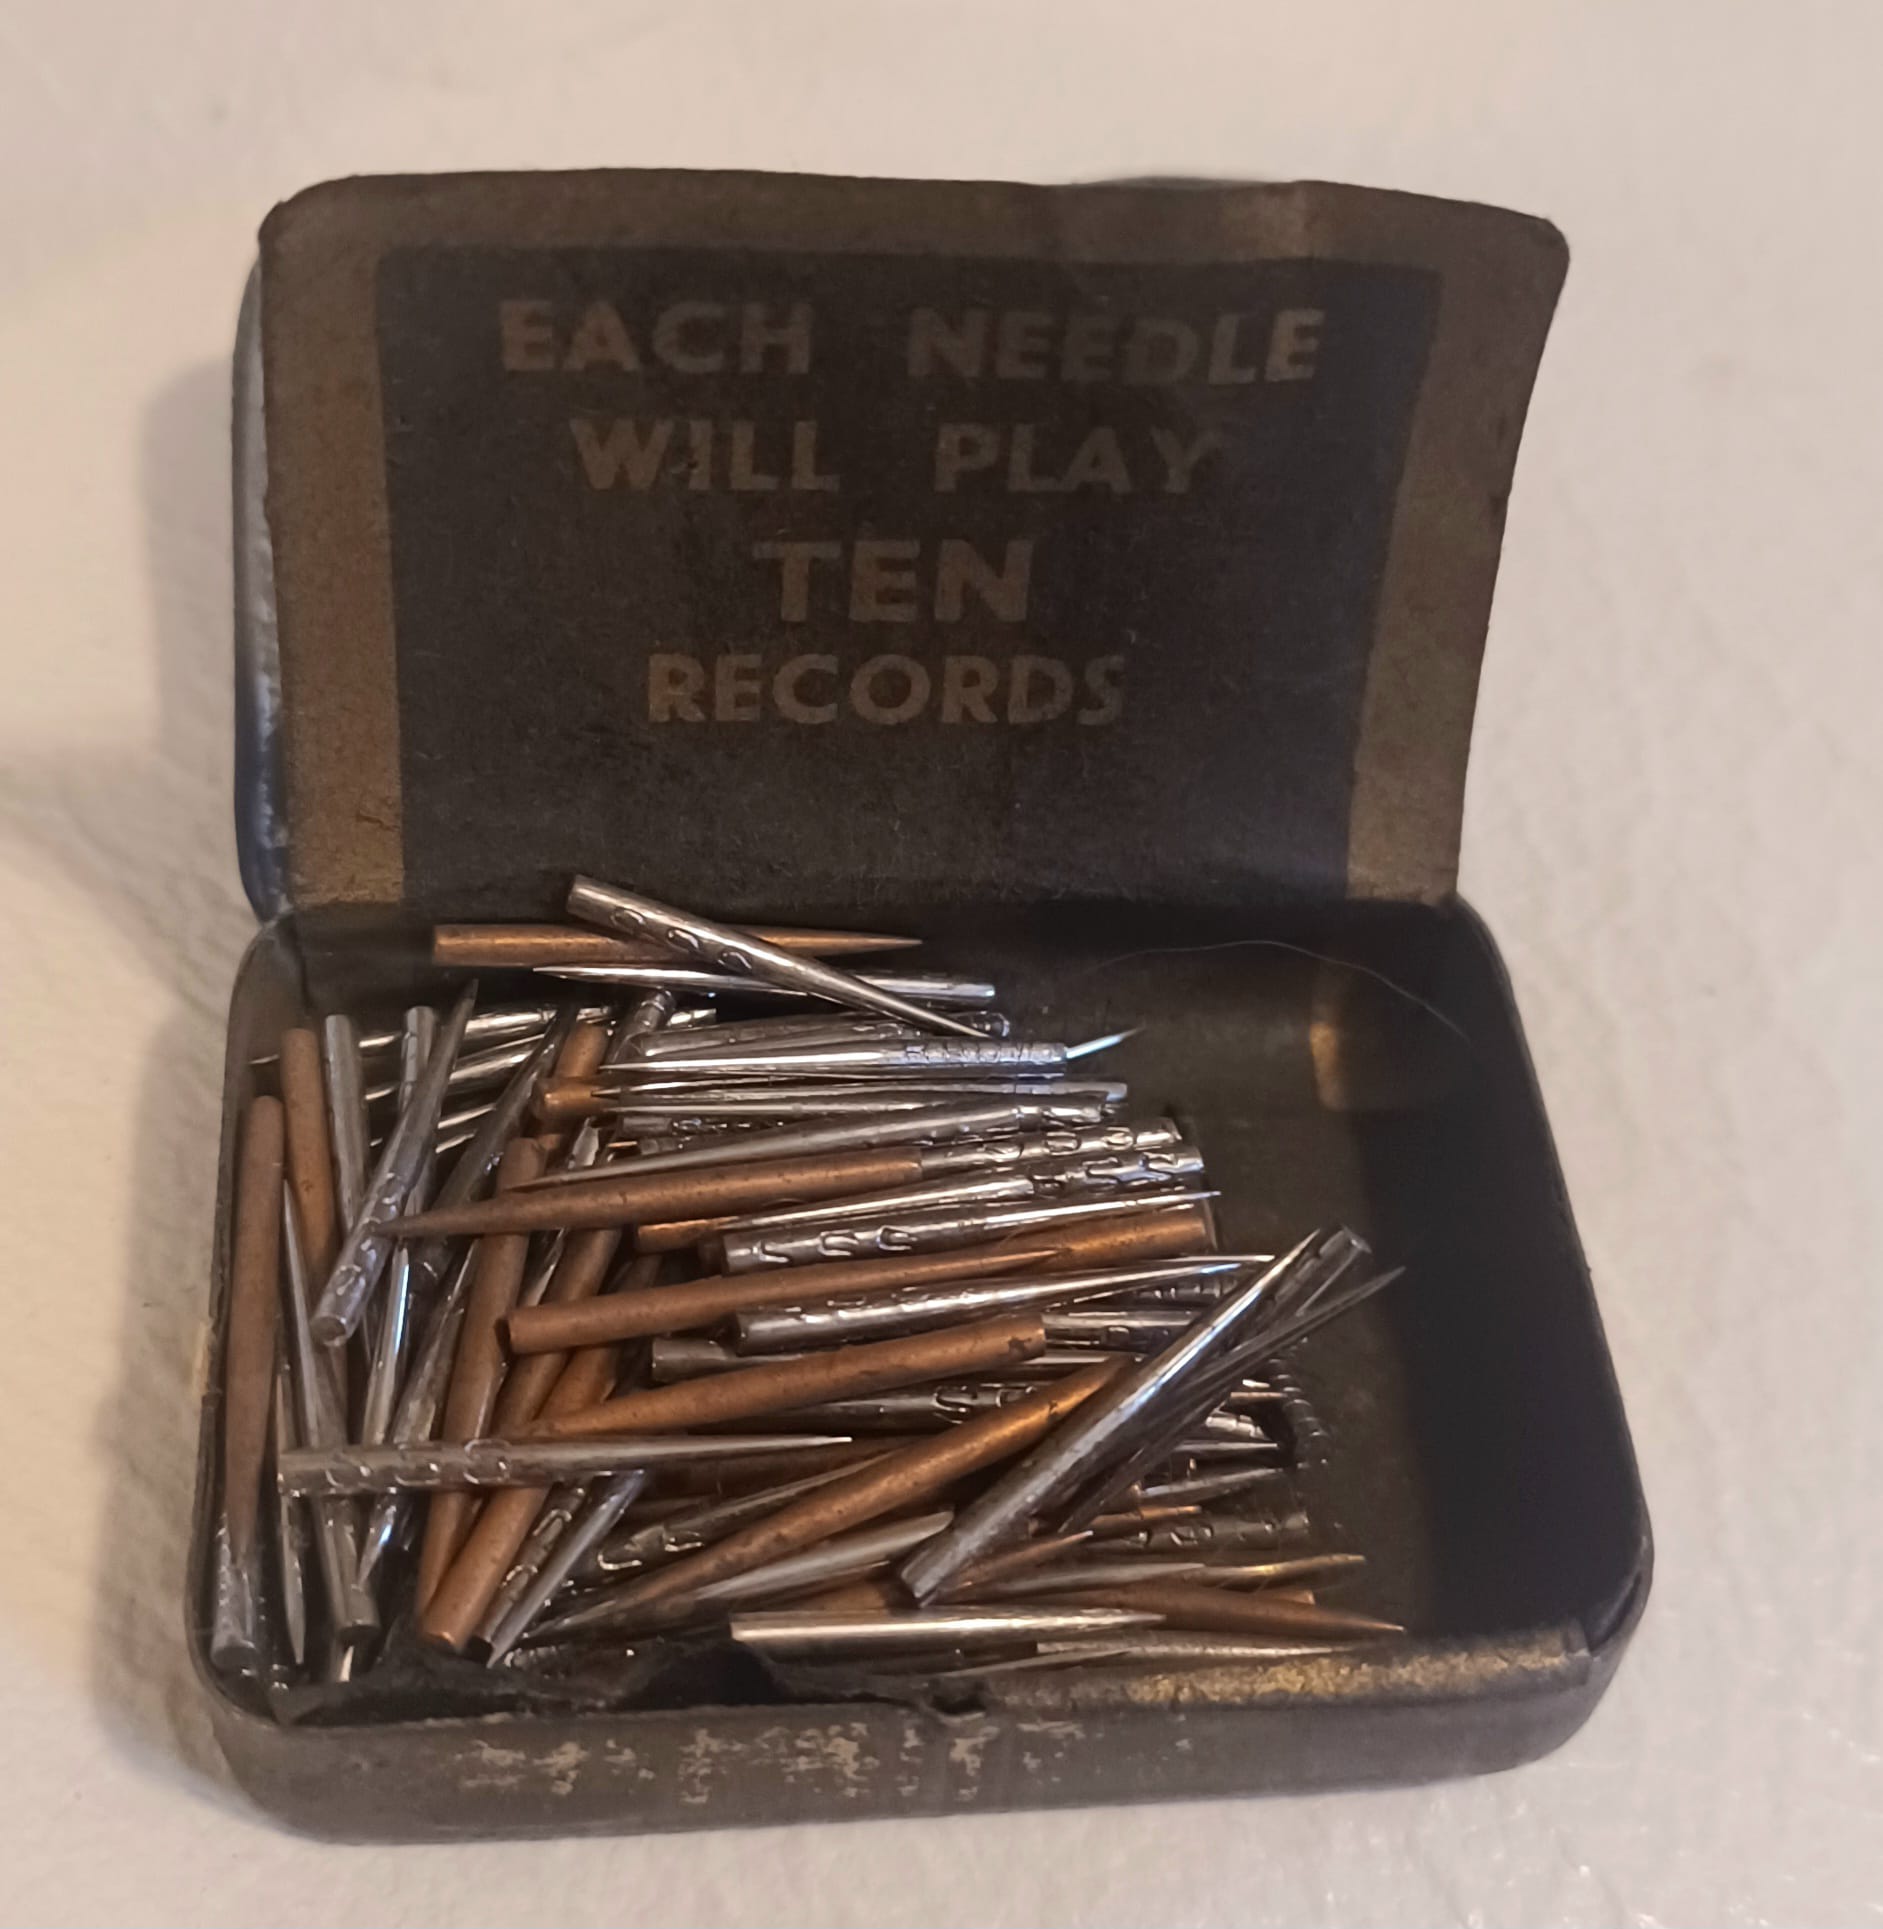 EACH NEEDLE
WILL PLAY
TEN
RECORDS